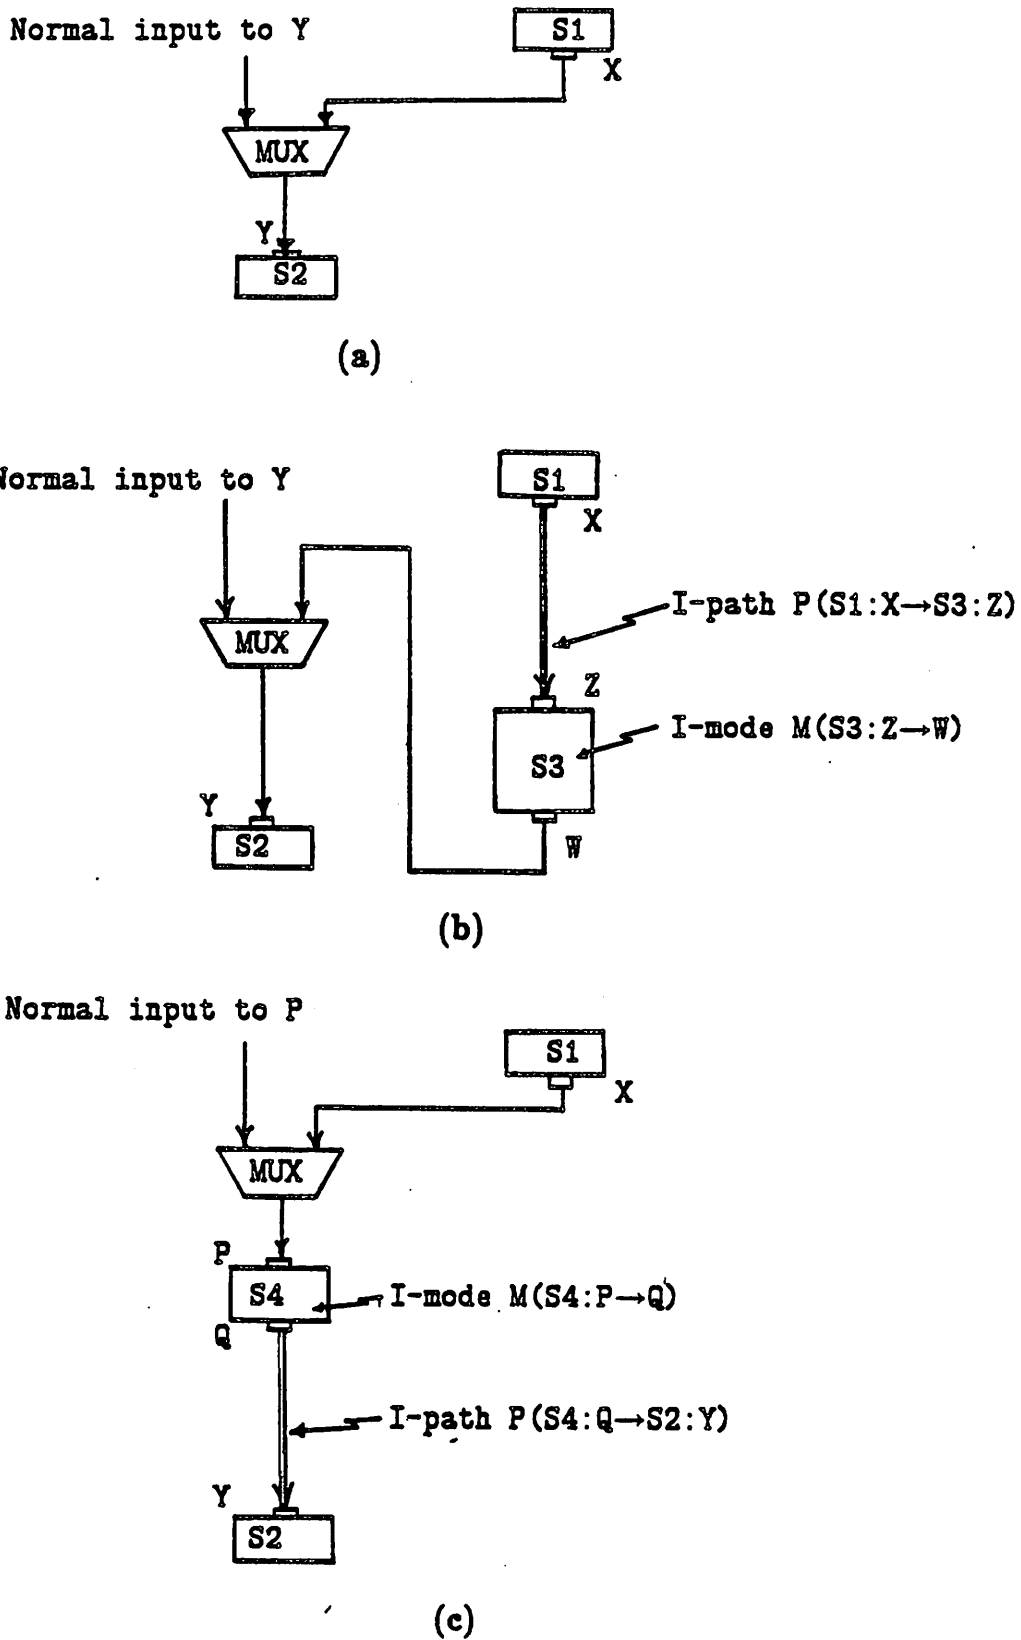 Normal input to Y
S1
X
MUX
Y
S2
(a)
Normal input to Y
S1
X
I-path P(S1:X→S3:Z)
MUX
Z
I-mode M(S3:Z→W)
S3
Y
S2
W
(b)
Normal input to P
S1
X
MUX
P
S4
I-mode M(S4:P→Q)
Q
I-path P(S4:Q→S2:Y)
Y
S2
(c)